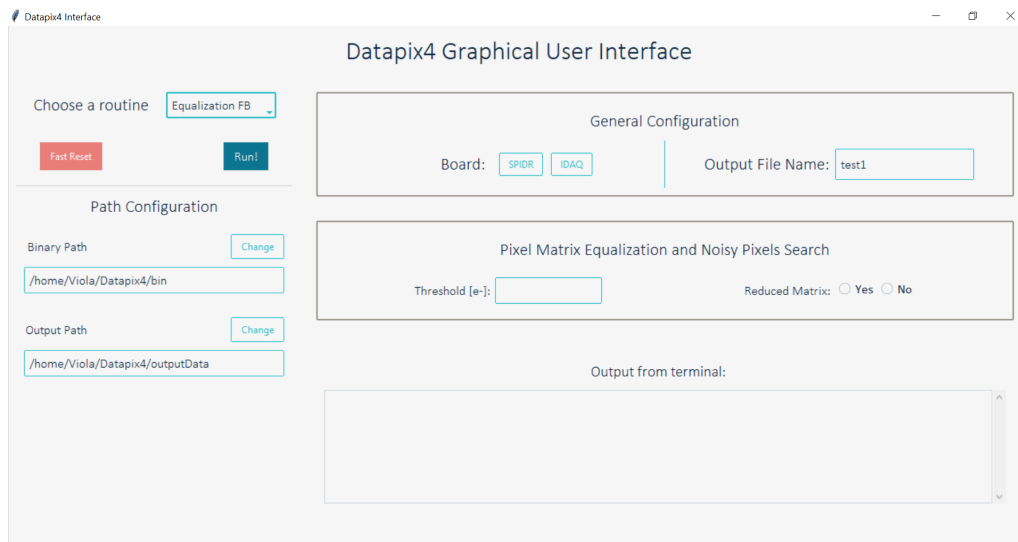 Datapix4 Interface
Datapix4 Graphical User Interface
Choose a routine
Equalization FB
Fast Reset
Run!
Path Configuration
Binary Path
Change
/home/Viola/Datapix4/bin
Output Path
Change
/home/Viola/Datapix4/outputData
General Configuration
Board:
SPIDR
IDAQ
Output File Name:
test1
Pixel Matrix Equalization and Noisy Pixels Search
Threshold [e-]:
Reduced Matrix:
Yes
No
Output from terminal: